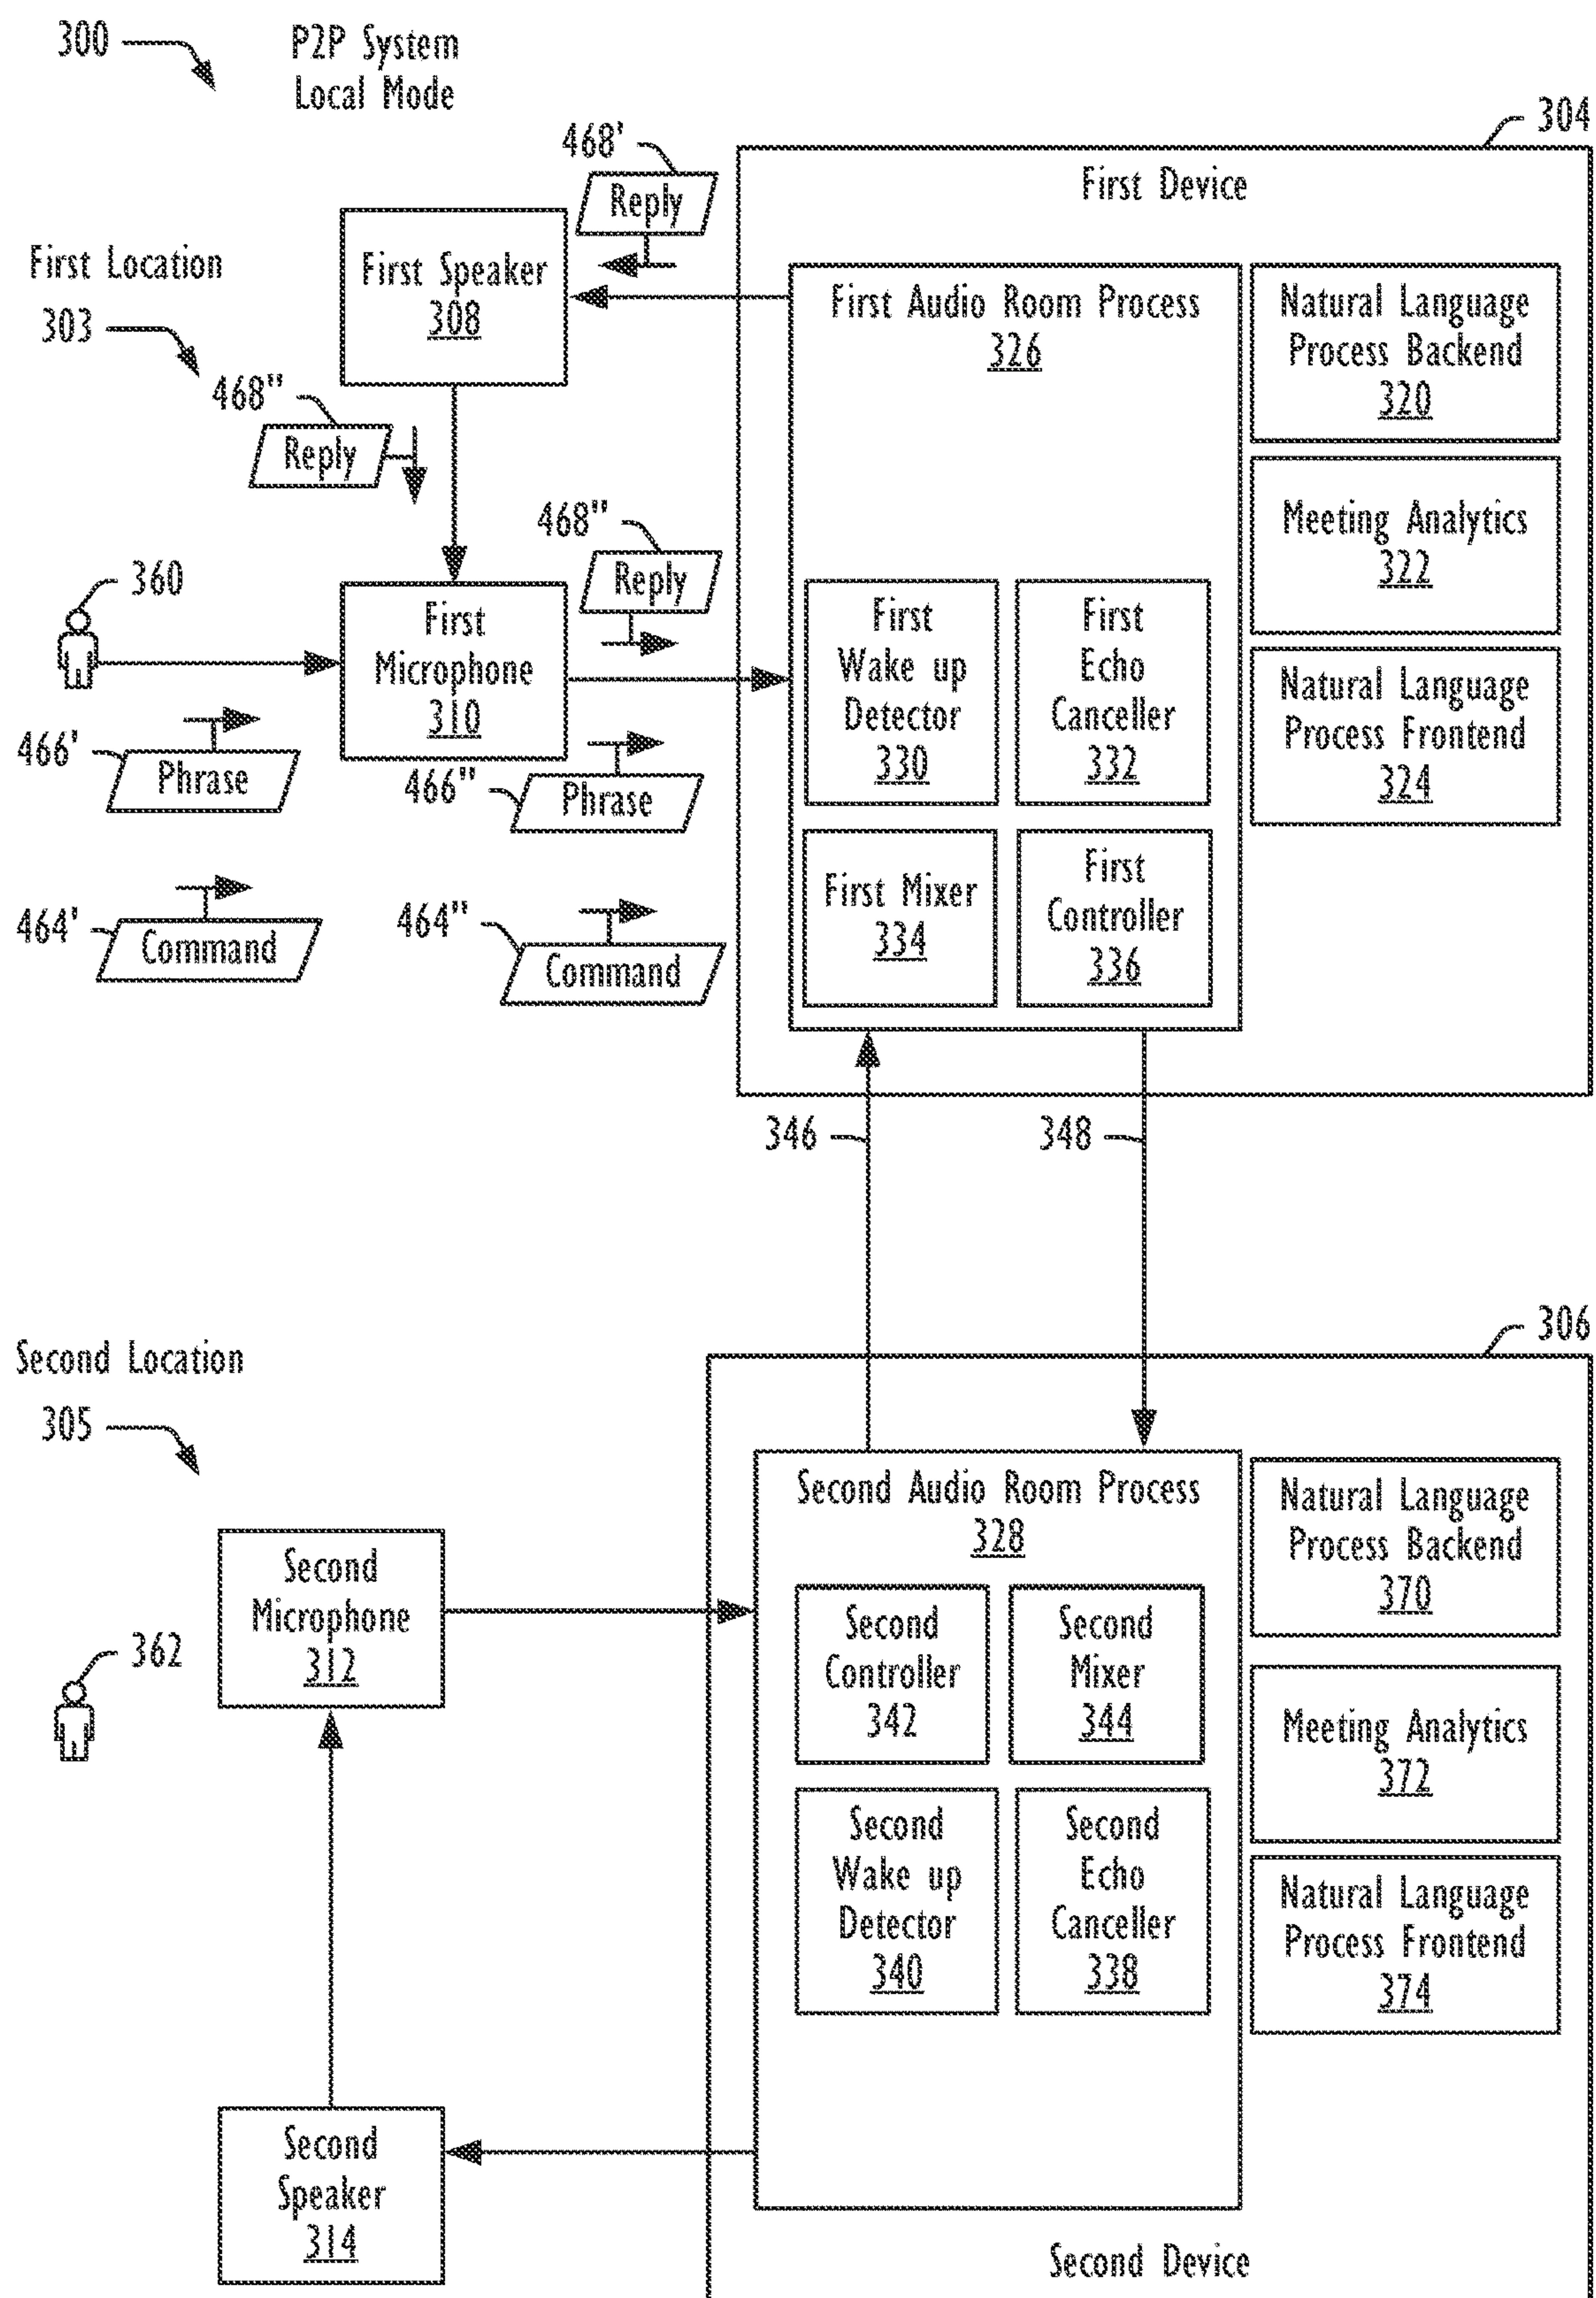 300
P2P System
Local Mode
304
468'
Reply
First Device
First Location
303
First Speaker
308
First Audio Room Process
326
Natural Language
Process Backend
320
468"
Reply
Meeting Analytics
322
468"
Reply
360
First
Microphone
310
First
Wake up
Detector
330
First
Echo
Canceller
332
Natural Language
Process Frontend
324
466'
Phrase
466"
Phrase
First Mixer
334
First
Controller
336
464'
Command
464"
Command
346
348
306
Second Location
305
Second Audio Room Process
328
Natural Language
Process Backend
370
Second
Microphone
312
362
Second
Controller
342
Second
Mixer
344
Meeting Analytics
372
Second
Wake up
Detector
340
Second
Echo
Canceller
338
Natural Language
Process Frontend
374
Second
Speaker
314
Second Device